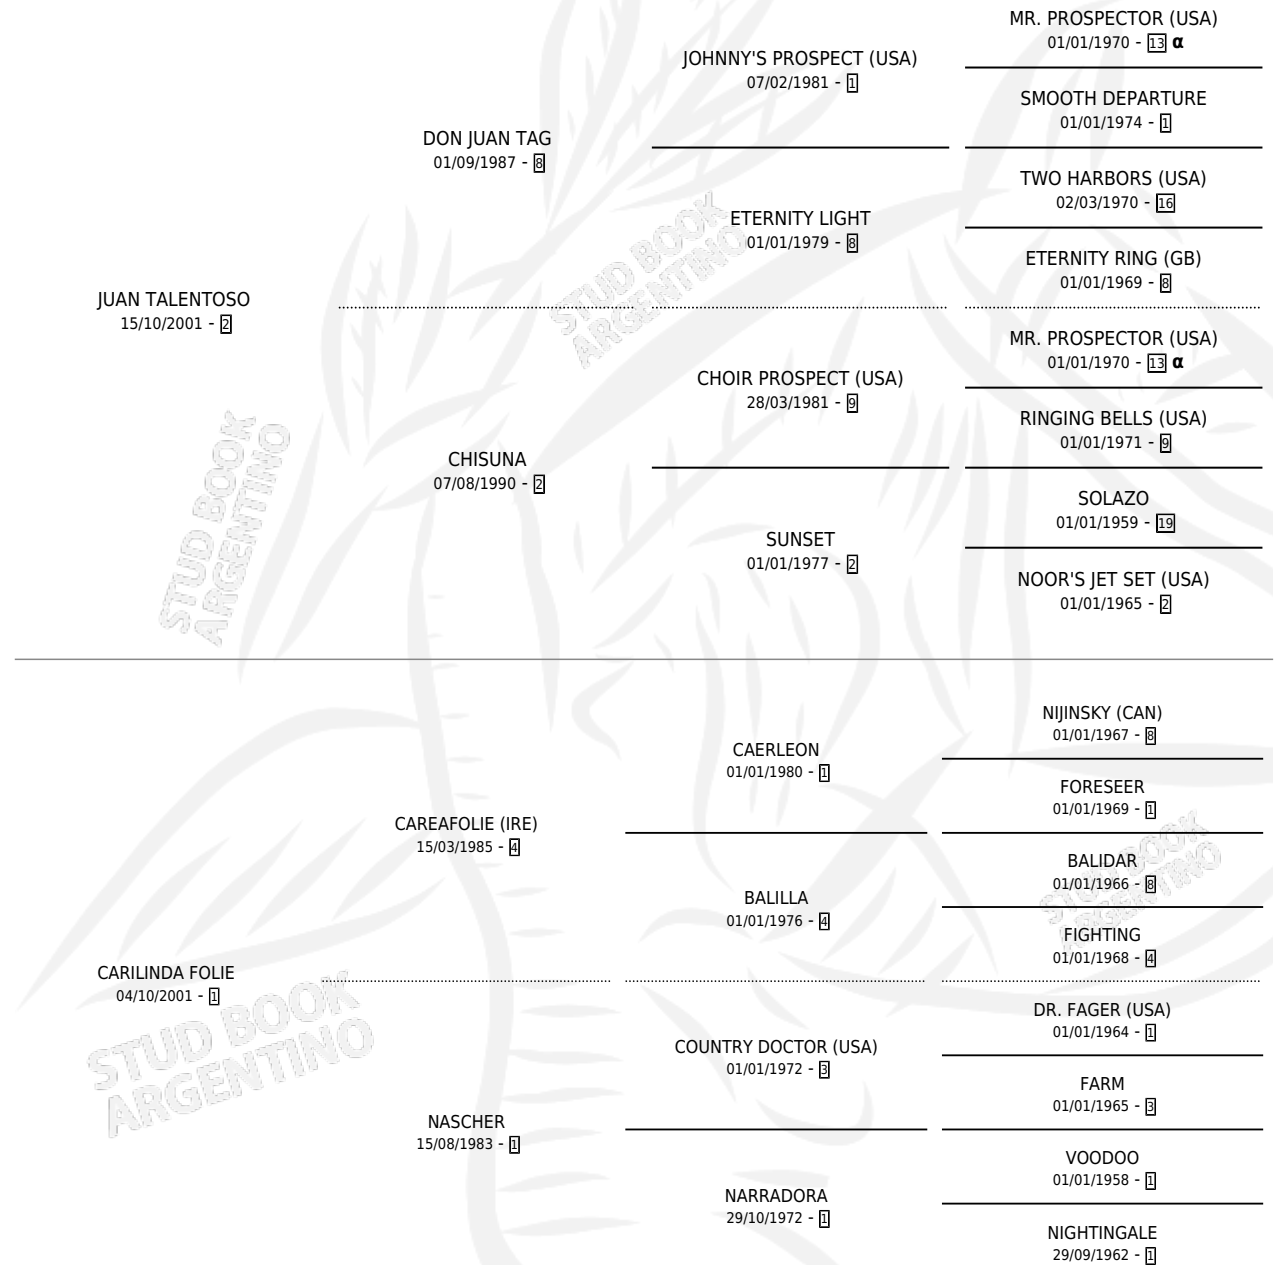 MR. PROSPECTOR (USA)
01/01/1970 - 13 α
JOHNNY'S PROSPECT (USA)
07/02/1981 - 1
SMOOTH DEPARTURE
01/01/1974 - 1
DON JUAN TAG
01/09/1987 - 8
TWO HARBORS (USA)
02/03/1970 - 16
ETERNITY LIGHT
01/01/1979 - 8
ETERNITY RING (GB)
01/01/1969 - 8
JUAN TALENTOSO
15/10/2001 - 2
MR. PROSPECTOR (USA)
01/01/1970 - 13 α
CHOIR PROSPECT (USA)
28/03/1981 - 9
RINGING BELLS (USA)
01/01/1971 - 9
CHISUNA
07/08/1990 - 2
SOLAZO
01/01/1959 - 19
SUNSET
01/01/1977 - 2
NOOR'S JET SET (USA)
01/01/1965 - 2
NIJINSKY (CAN)
01/01/1967 - 8
CAERLEON
01/01/1980 - 1
FORESEER
01/01/1969 - 1
CAREAFOLIE (IRE)
15/03/1985 - 4
BALIDAR
01/01/1966 - 8
BALILLA
01/01/1976 - 4
FIGHTING
01/01/1968 - 4
CARILINDA FOLIE
04/10/2001 - 1
DR. FAGER (USA)
01/01/1964 - 1
COUNTRY DOCTOR (USA)
01/01/1972 - 3
FARM
01/01/1965 - 3
NASCHER
15/08/1983 - 1
VOODOO
01/01/1958 - 1
NARRADORA
29/10/1972 - 1
NIGHTINGALE
29/09/1962 - 1
STUD BOOK
ARGENTINO
STUD BOOK
ARGENTINO
STUD BOOK
ARGENTINO
STUD BOOK
ARGENTINO